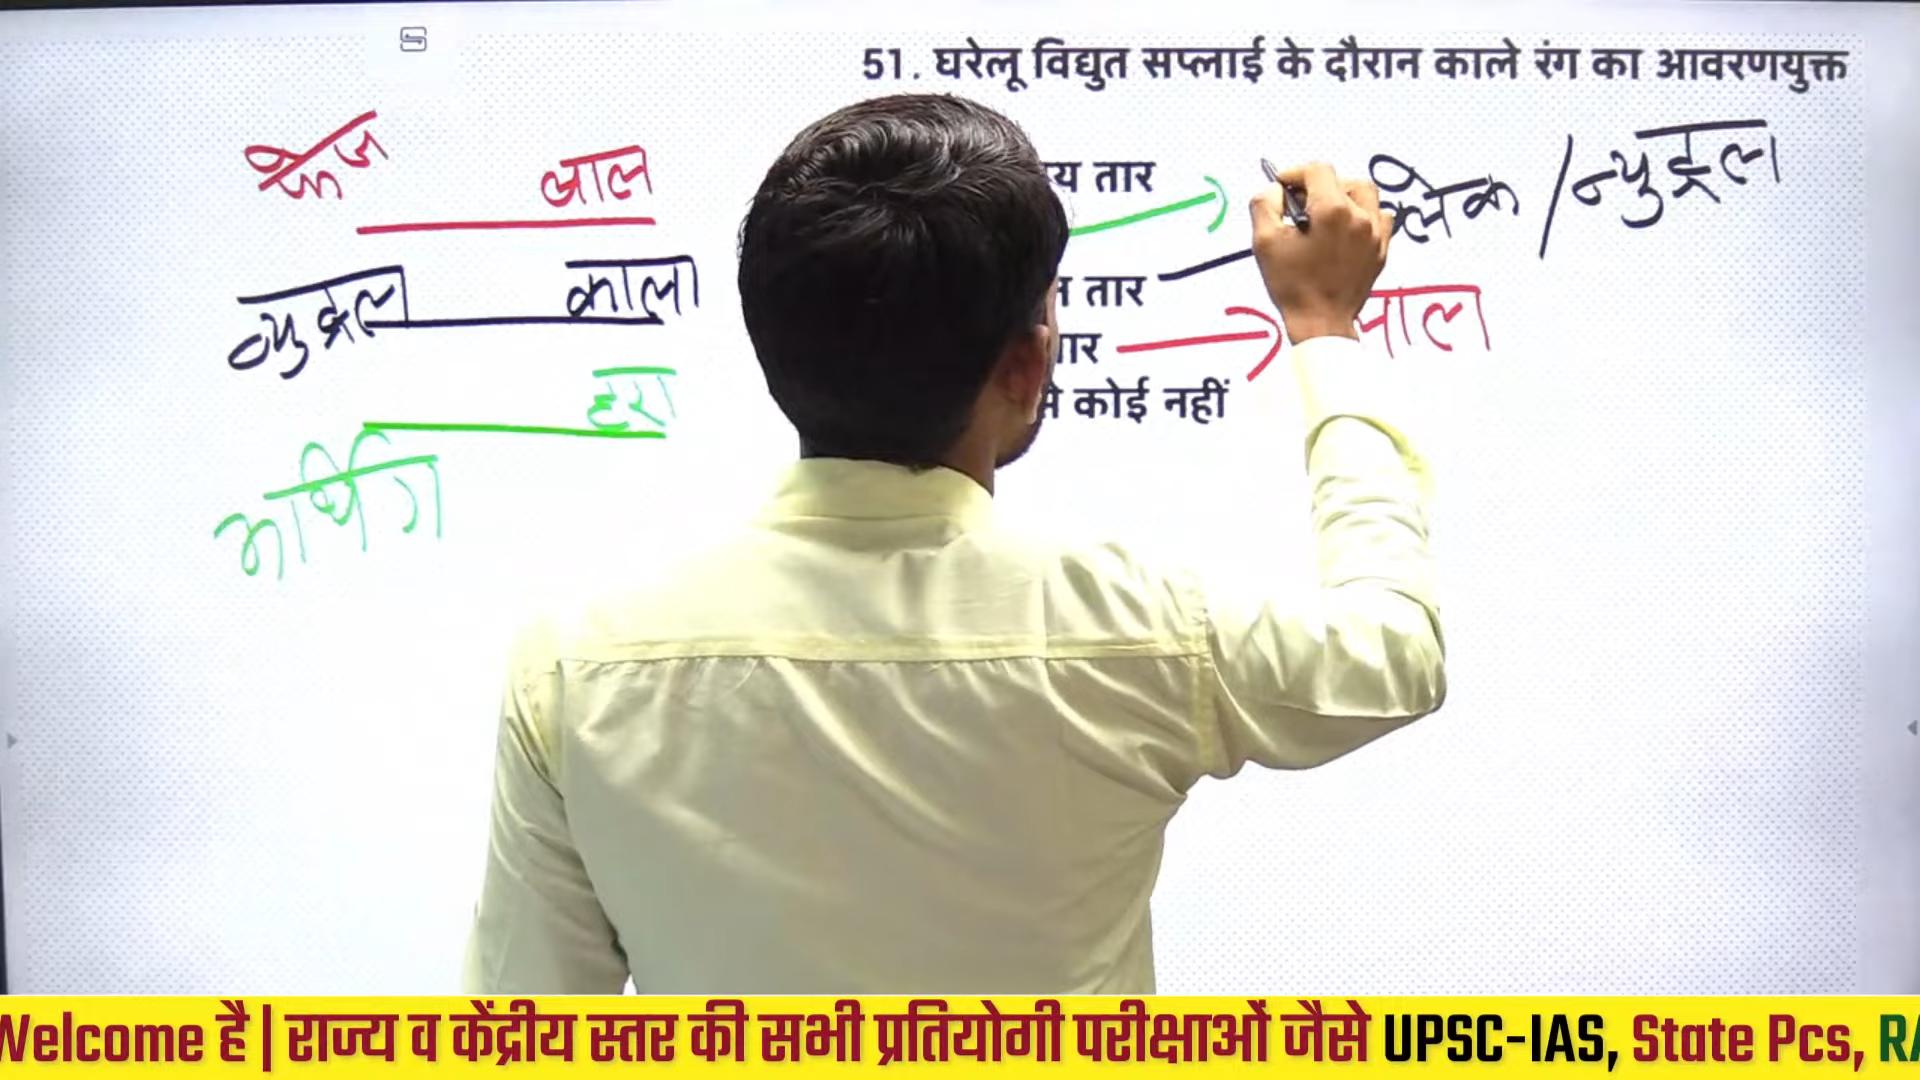 51. घरेलू विद्युत सप्लाई के दौरान काले रंग का आवरणयुक्त
फेज लाल
तार
/ न्युट्रल
न्युट्रल काला
तार
लाल
हरा
कोई नहीं
अर्थिंग
Welcome है | राज्य व केंद्रीय स्तर की सभी प्रतियोगी परीक्षाओं जैसे UPSC-IAS, State Pcs,